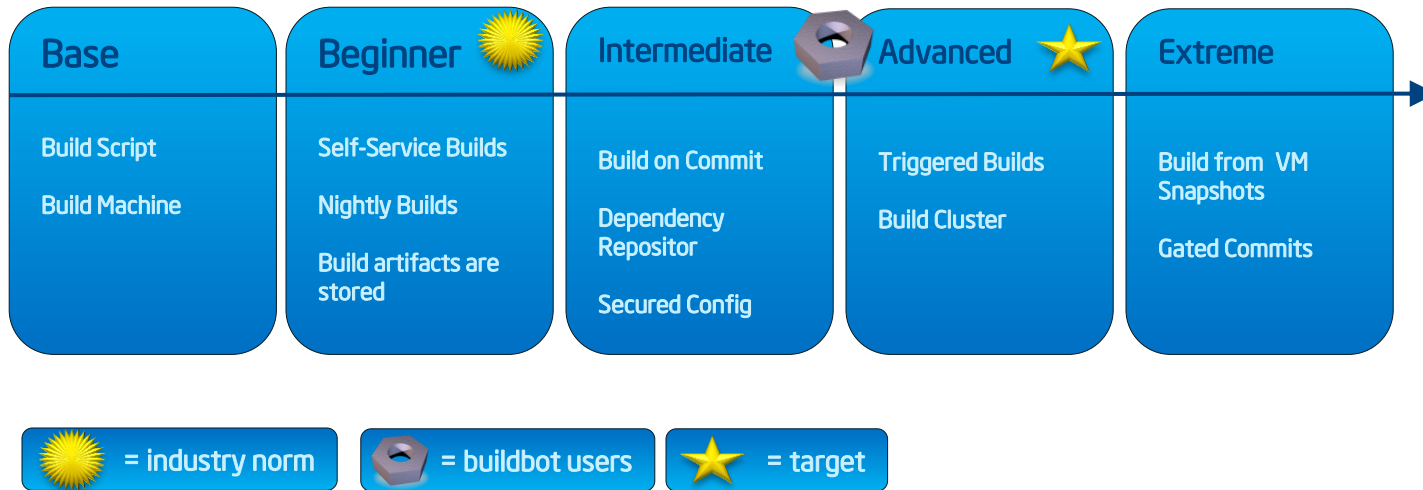 Base
Build Script
Build Machine
Beginner
Self-Service Builds
Nightly Builds
Build artifacts are
stored
Intermediate
Build on Commit
Dependency
Repositor
Secured Config
Advanced
Triggered Builds
Build Cluster
Extreme
Build from VM
Snapshots
Gated Commits
= industry norm
= buildbot users
= target